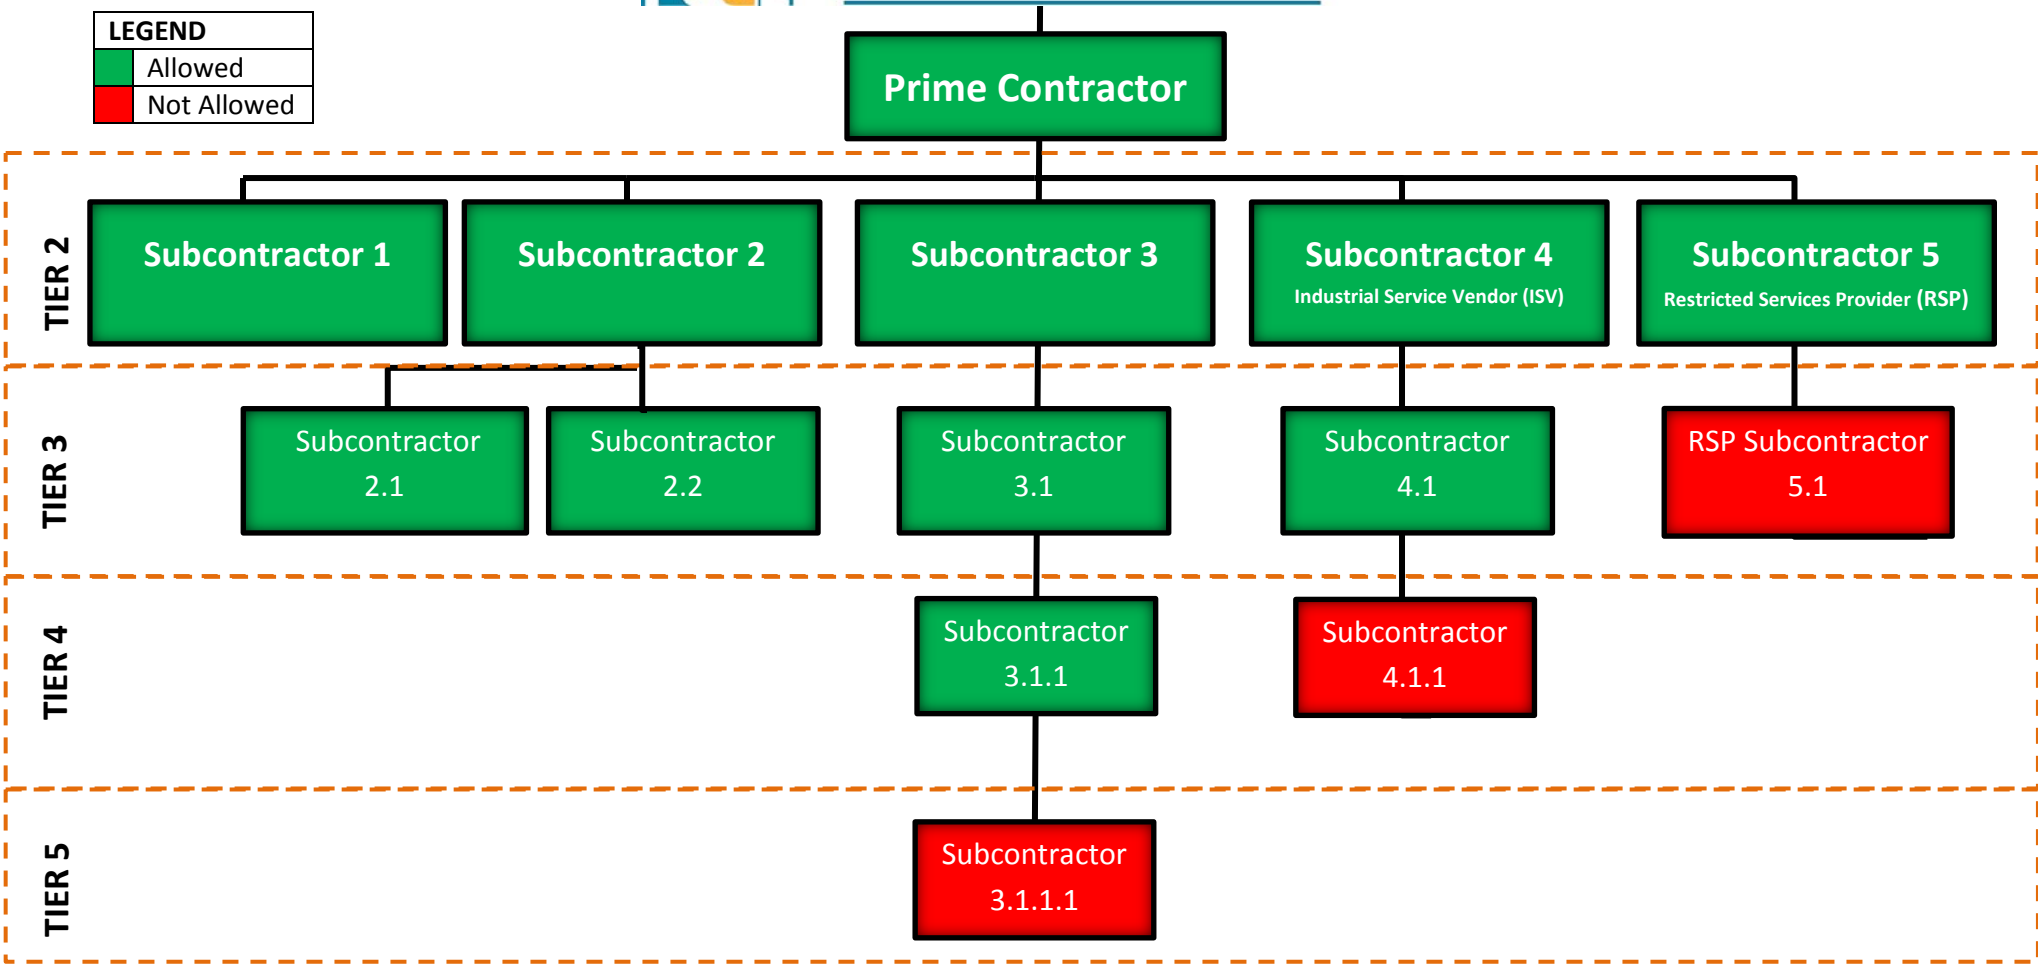 LEGEND
Allowed
Not Allowed
Prime Contractor
TIER 2
Subcontractor 1
Subcontractor 2
Subcontractor 3
Subcontractor 4
Industrial Service Vendor (ISV)
Subcontractor 5
Restricted Services Provider (RSP)
TIER 3
Subcontractor
2.1
Subcontractor
2.2
Subcontractor
3.1
Subcontractor
4.1
RSP Subcontractor
5.1
TIER 4
Subcontractor
3.1.1
Subcontractor
4.1.1
TIER 5
Subcontractor
3.1.1.1